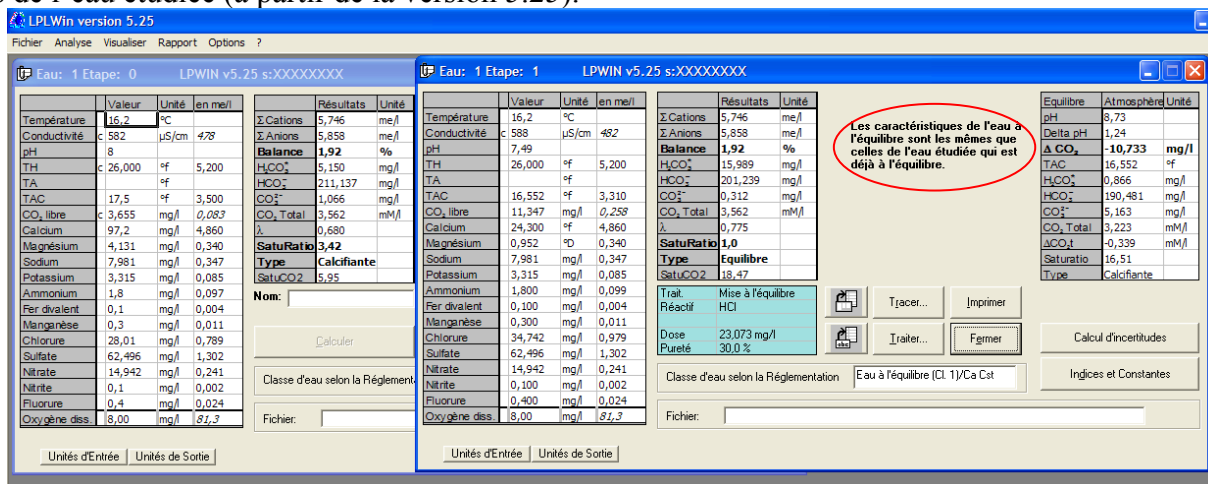 s de l'eau étudiée (à partir de la version 5.25).
LPLWin version 5.25
Fichier Analyse Visualiser Rapport Options ?
Eau: 1 Etape: 0 LPWIN v5.25 s:XXXXXXX
Valeur Unité en me/l
Température 16,2 °C
Conductivité c 582 µS/cm 478
pH 8
TH c 26,000 °f 5,200
TA °f
TAC 17,5 °f 3,500
CO₂ libre c 3,655 mg/l 0,083
Calcium 97,2 mg/l 4,860
Magnésium 4,131 mg/l 0,340
Sodium 7,981 mg/l 0,347
Potassium 3,315 mg/l 0,085
Ammonium 1,8 mg/l 0,097
Fer divalent 0,1 mg/l 0,004
Manganèse 0,3 mg/l 0,011
Chlorure 28,01 mg/l 0,789
Sulfate 62,496 mg/l 1,302
Nitrate 14,942 mg/l 0,241
Nitrite 0,1 mg/l 0,002
Fluorure 0,4 mg/l 0,024
Oxygène diss. 8,00 mg/l 81,3
Unités d'Entrée Unités de Sortie
Résultats Unité
Σ Cations 5,746 me/l
Σ Anions 5,858 me/l
Balance 1,92 %
H₂CO₃* 5,150 mg/l
HCO₃⁻ 211,137 mg/l
CO₃²⁻ 1,066 mg/l
CO₂ Total 3,562 mM/l
λ 0,680
SatuRatio 3,42
Type Calcifiante
SatuCO2 5,95
Nom:
Calculer
Classe d'eau selon la Réglement
Fichier:
Eau: 1 Etape: 1 LPWIN v5.25 s:XXXXXXX
Valeur Unité en me/l
Température 16,2 °C
Conductivité c 588 µS/cm 482
pH 7,49
TH 26,000 °f 5,200
TA °f
TAC 16,552 °f 3,310
CO₂ libre 11,347 mg/l 0,258
Calcium 24,300 °f 4,860
Magnésium 0,952 °D 0,340
Sodium 7,981 mg/l 0,347
Potassium 3,315 mg/l 0,085
Ammonium 1,800 mg/l 0,099
Fer divalent 0,100 mg/l 0,004
Manganèse 0,300 mg/l 0,011
Chlorure 34,742 mg/l 0,979
Sulfate 62,496 mg/l 1,302
Nitrate 14,942 mg/l 0,241
Nitrite 0,100 mg/l 0,002
Fluorure 0,400 mg/l 0,024
Oxygène diss. 8,00 mg/l 81,3
Unités d'Entrée Unités de Sortie
Résultats Unité
Σ Cations 5,746 me/l
Σ Anions 5,858 me/l
Balance 1,92 %
H₂CO₃* 15,989 mg/l
HCO₃⁻ 201,239 mg/l
CO₃²⁻ 0,312 mg/l
CO₂ Total 3,562 mM/l
λ 0,775
SatuRatio 1,0
Type Equilibre
SatuCO2 18,47
Trait. Mise à l'équilibre
Réactif HCl
Dose 23,073 mg/l
Pureté 30,0 %
Les caractéristiques de l'eau à
l'équilibre sont les mêmes que
celles de l'eau étudiée qui est
déjà à l'équilibre.
Tracer... Imprimer
Traiter... Fermer
Classe d'eau selon la Réglementation Eau à l'équilibre (Cl. 1)/Ca Cst
Fichier:
Equilibre Atmosphère Unité
pH 8,73
Delta pH 1,24
Δ CO₂ -10,733 mg/l
TAC 16,552 °f
H₂CO₃* 0,866 mg/l
HCO₃⁻ 190,481 mg/l
CO₃²⁻ 5,163 mg/l
CO₂ Total 3,223 mM/l
ΔCO₂t -0,339 mM/l
Saturatio 16,51
Type Calcifiante
Calcul d'incertitudes
Indices et Constantes